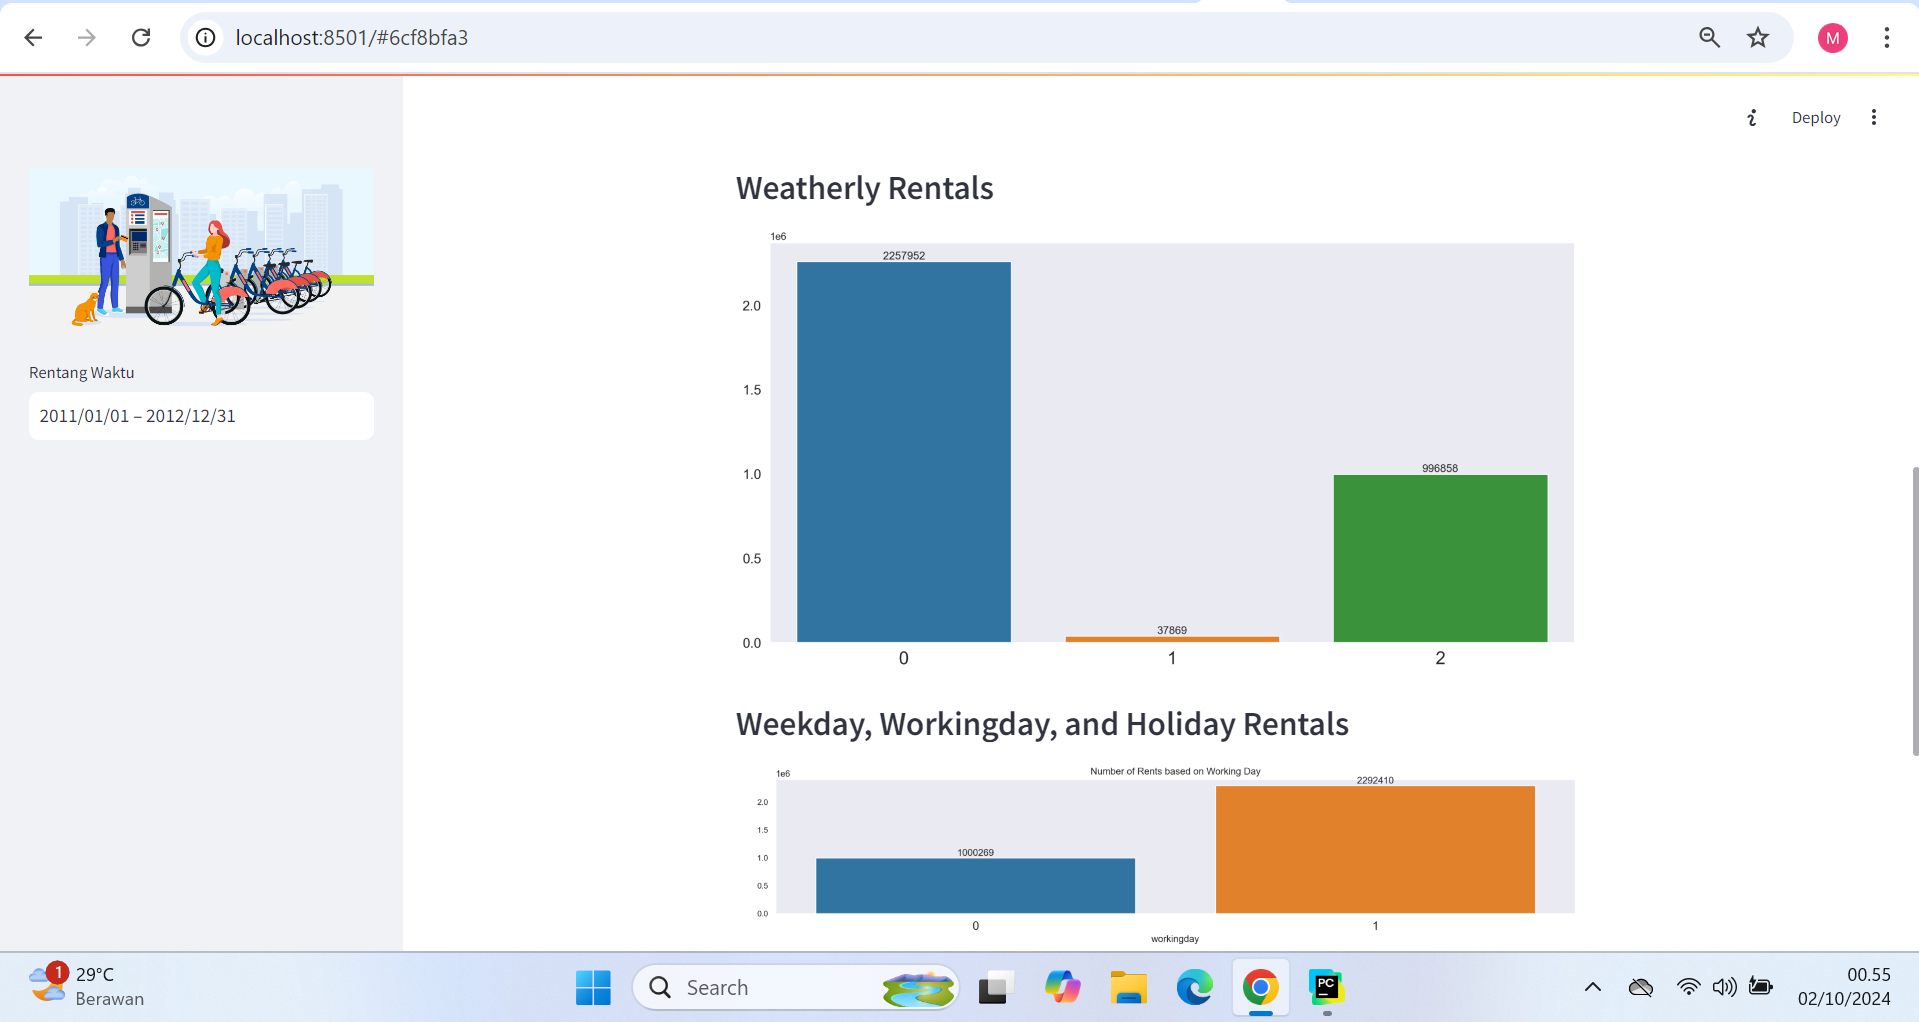 localhost:8501/#6cf8bfa3
M
Deploy
Rentang Waktu
2011/01/01 – 2012/12/31
Weatherly Rentals
1e6
2257952
2.0
1.5
1.0
996858
0.5
37869
0.0
0 1 2
Weekday, Workingday, and Holiday Rentals
Number of Rents based on Working Day
1e6
2292410
2.0
1.5
1000269
1.0
0.5
0.0
0 1
workingday
1
29°C
Berawan
Search
PC
00.55
02/10/2024